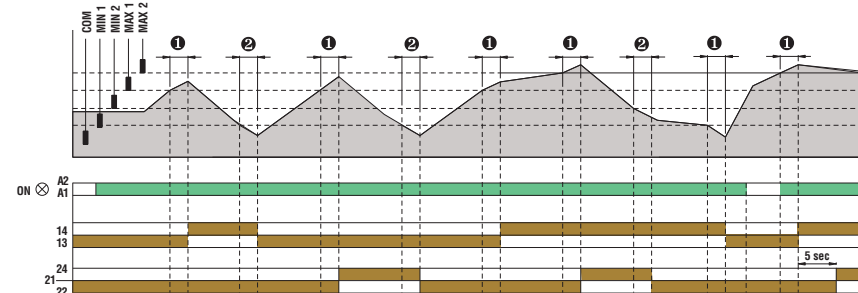 COM
MIN 1
MIN 2
MAX 1
MAX 2
❶ ❷ ❶ ❷ ❶ ❶ ❷ ❶ ❶
ON
A2
A1
14
13
5 sec
24
21
22